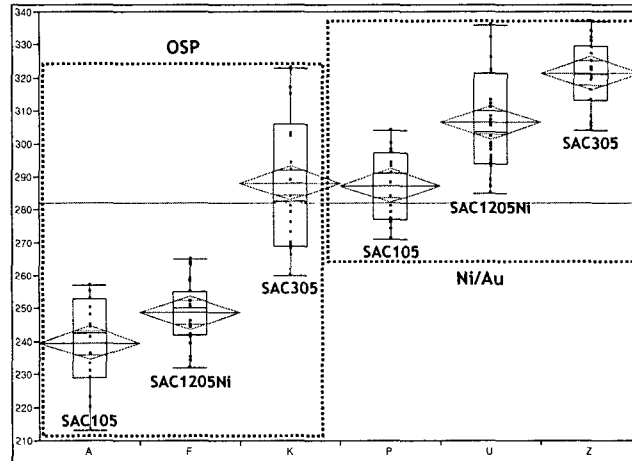 340
330
320
310
300
290
280
270
260
250
240
230
220
210
OSP
SAC105
SAC1205Ni
SAC305
SAC105
SAC1205Ni
SAC305
Ni/Au
A F K P U Z